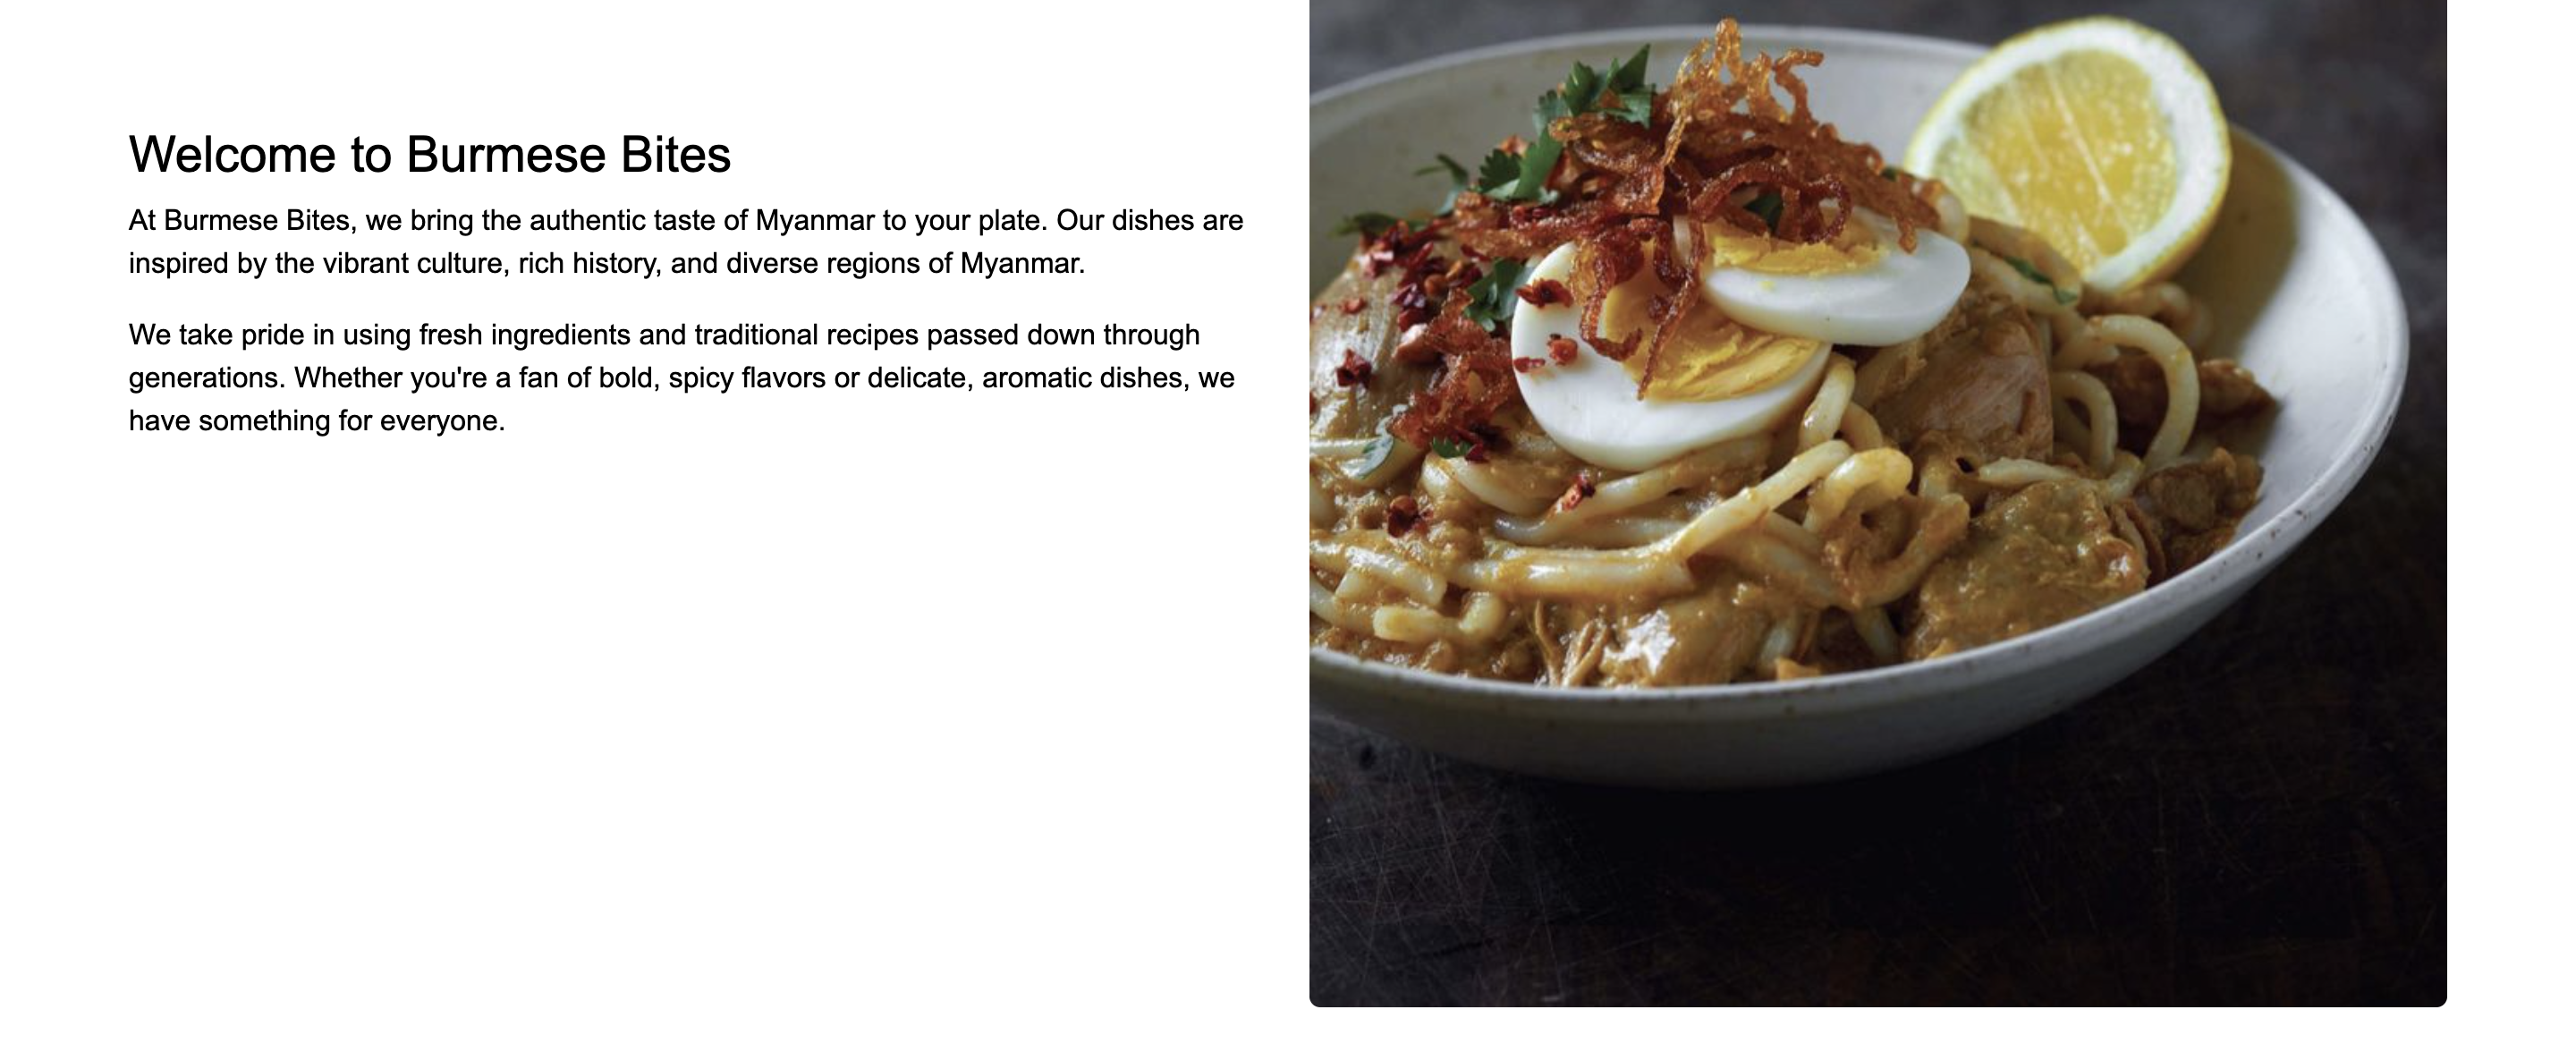 Welcome to Burmese Bites
At Burmese Bites, we bring the authentic taste of Myanmar to your plate. Our dishes are
inspired by the vibrant culture, rich history, and diverse regions of Myanmar.
We take pride in using fresh ingredients and traditional recipes passed down through
generations. Whether you're a fan of bold, spicy flavors or delicate, aromatic dishes, we
have something for everyone.